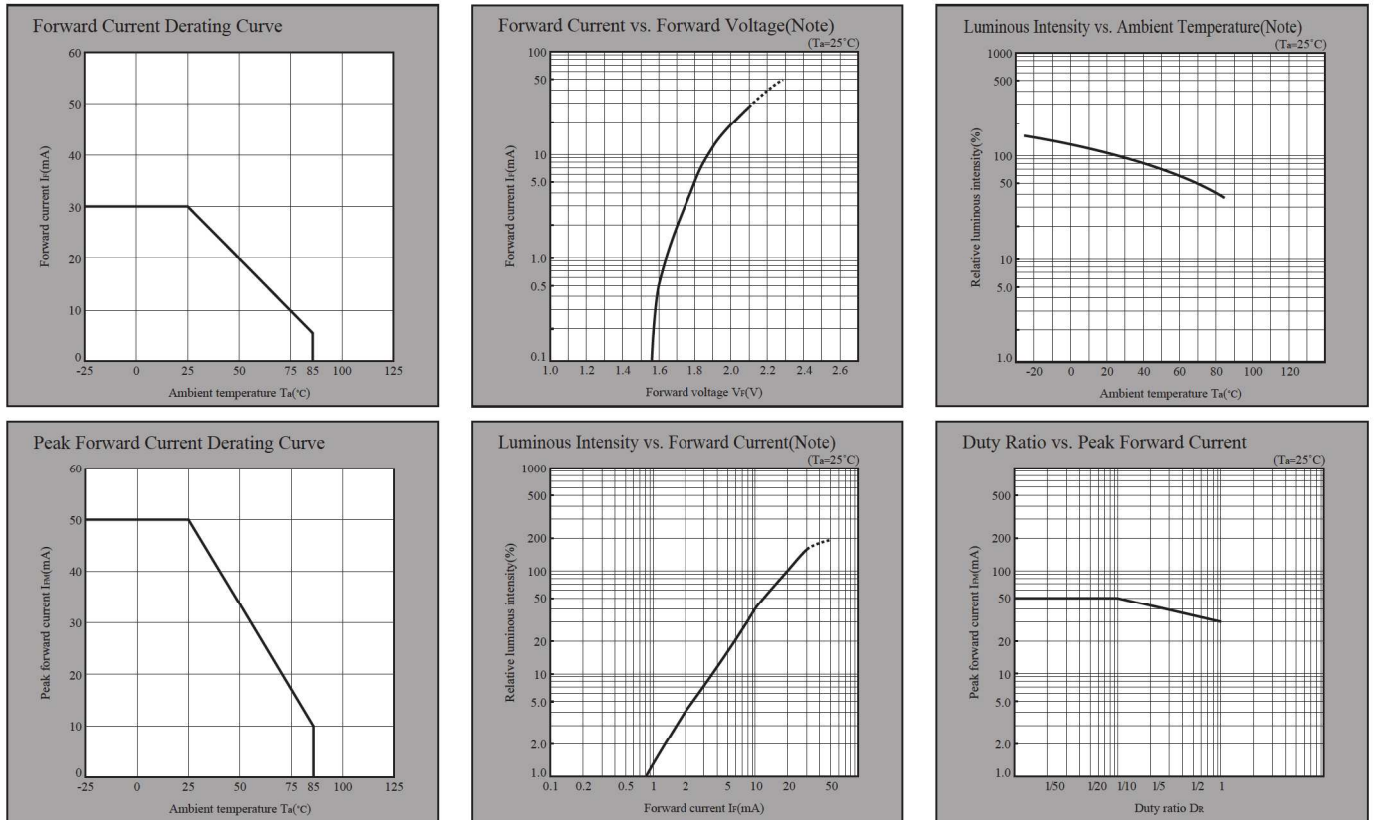 Forward Current Derating Curve
60
50
40
30
20
10
0
-25 0 25 50 75 85 100 125
Forward current IF(mA)
Ambient temperature Ta(°C)
Forward Current vs. Forward Voltage(Note)
(Ta=25°C)
100
50
10
5.0
1.0
0.5
0.1
1.0 1.2 1.4 1.6 1.8 2.0 2.2 2.4 2.6
Forward current IF(mA)
Forward voltage VF(V)
Luminous Intensity vs. Ambient Temperature(Note)
(Ta=25°C)
1000
500
100
50
10
5.0
1.0
-20 0 20 40 60 80 100 120
Relative luminous intensity(%)
Ambient temperature Ta(°C)
Peak Forward Current Derating Curve
60
50
40
30
20
10
0
-25 0 25 50 75 85 100 125
Peak forward current IFM(mA)
Ambient temperature Ta(°C)
Luminous Intensity vs. Forward Current(Note)
(Ta=25°C)
1000
500
200
100
50
20
10
5.0
2.0
1.0
0.1 0.2 0.5 1 2 5 10 20 50
Relative luminous intensity(%)
Forward current IF(mA)
Duty Ratio vs. Peak Forward Current
(Ta=25°C)
500
200
100
50
20
10
5.0
2.0
1.0
1/50 1/20 1/10 1/5 1/2 1
Peak forward current IFM(mA)
Duty ratio DR